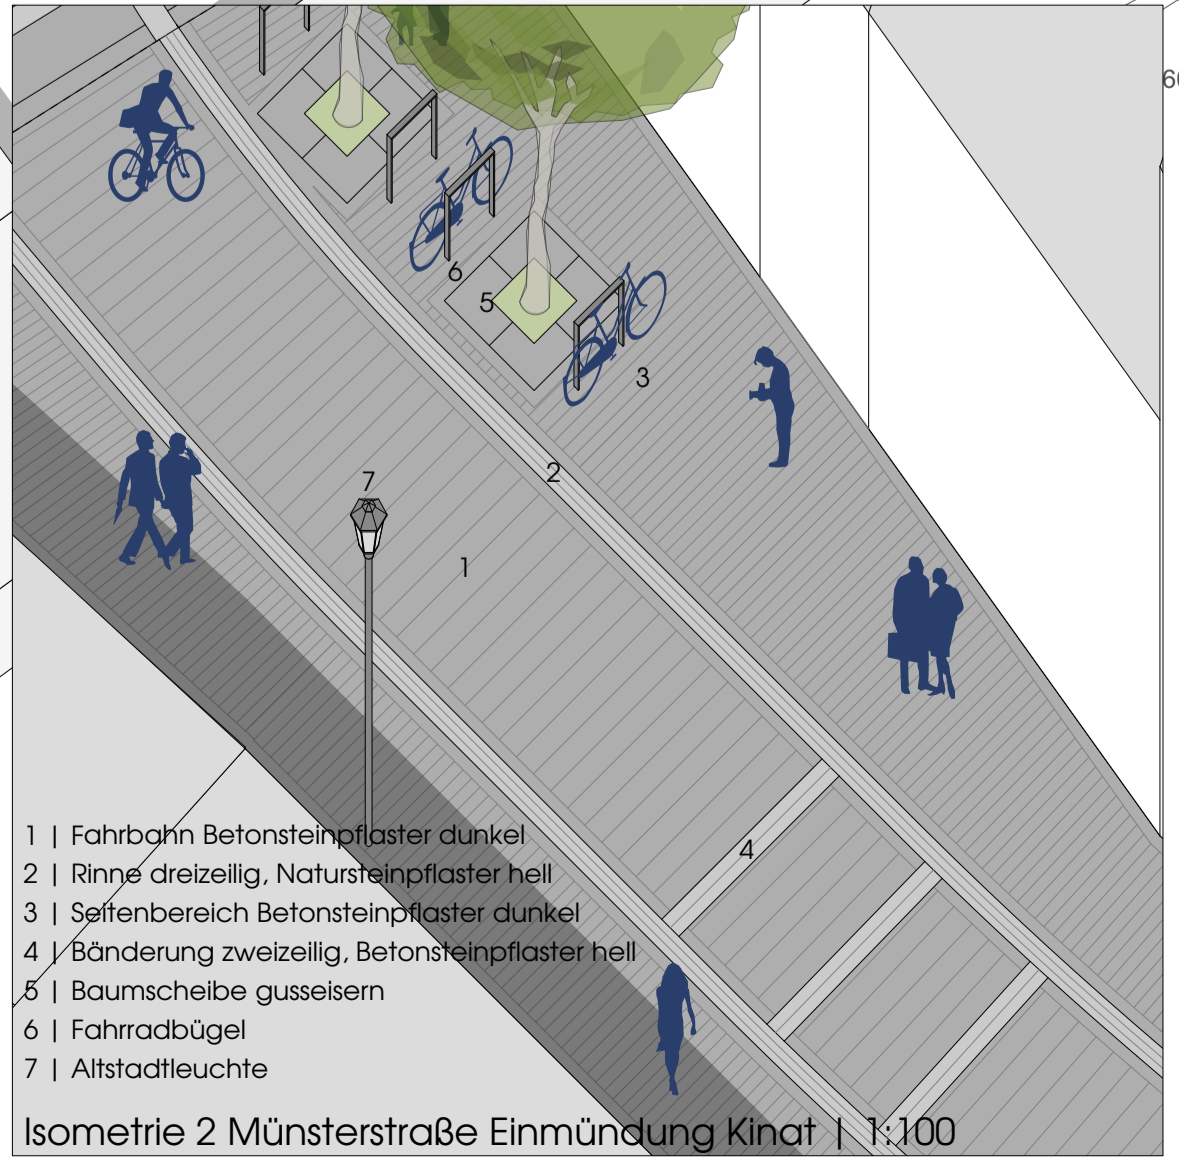 60
6
5
3
2
7
1
4
1 | Fahrbahn Betonsteinpflaster dunkel
2 | Rinne dreizeilig, Natursteinpflaster hell
3 | Seitenbereich Betonsteinpflaster dunkel
4 | Bänderung zweizeilig, Betonsteinpflaster hell
5 | Baumscheibe gusseisern
6 | Fahrradbügel
7 | Altstadtleuchte
Isometrie 2 Münsterstraße Einmündung Kinat | 1:100